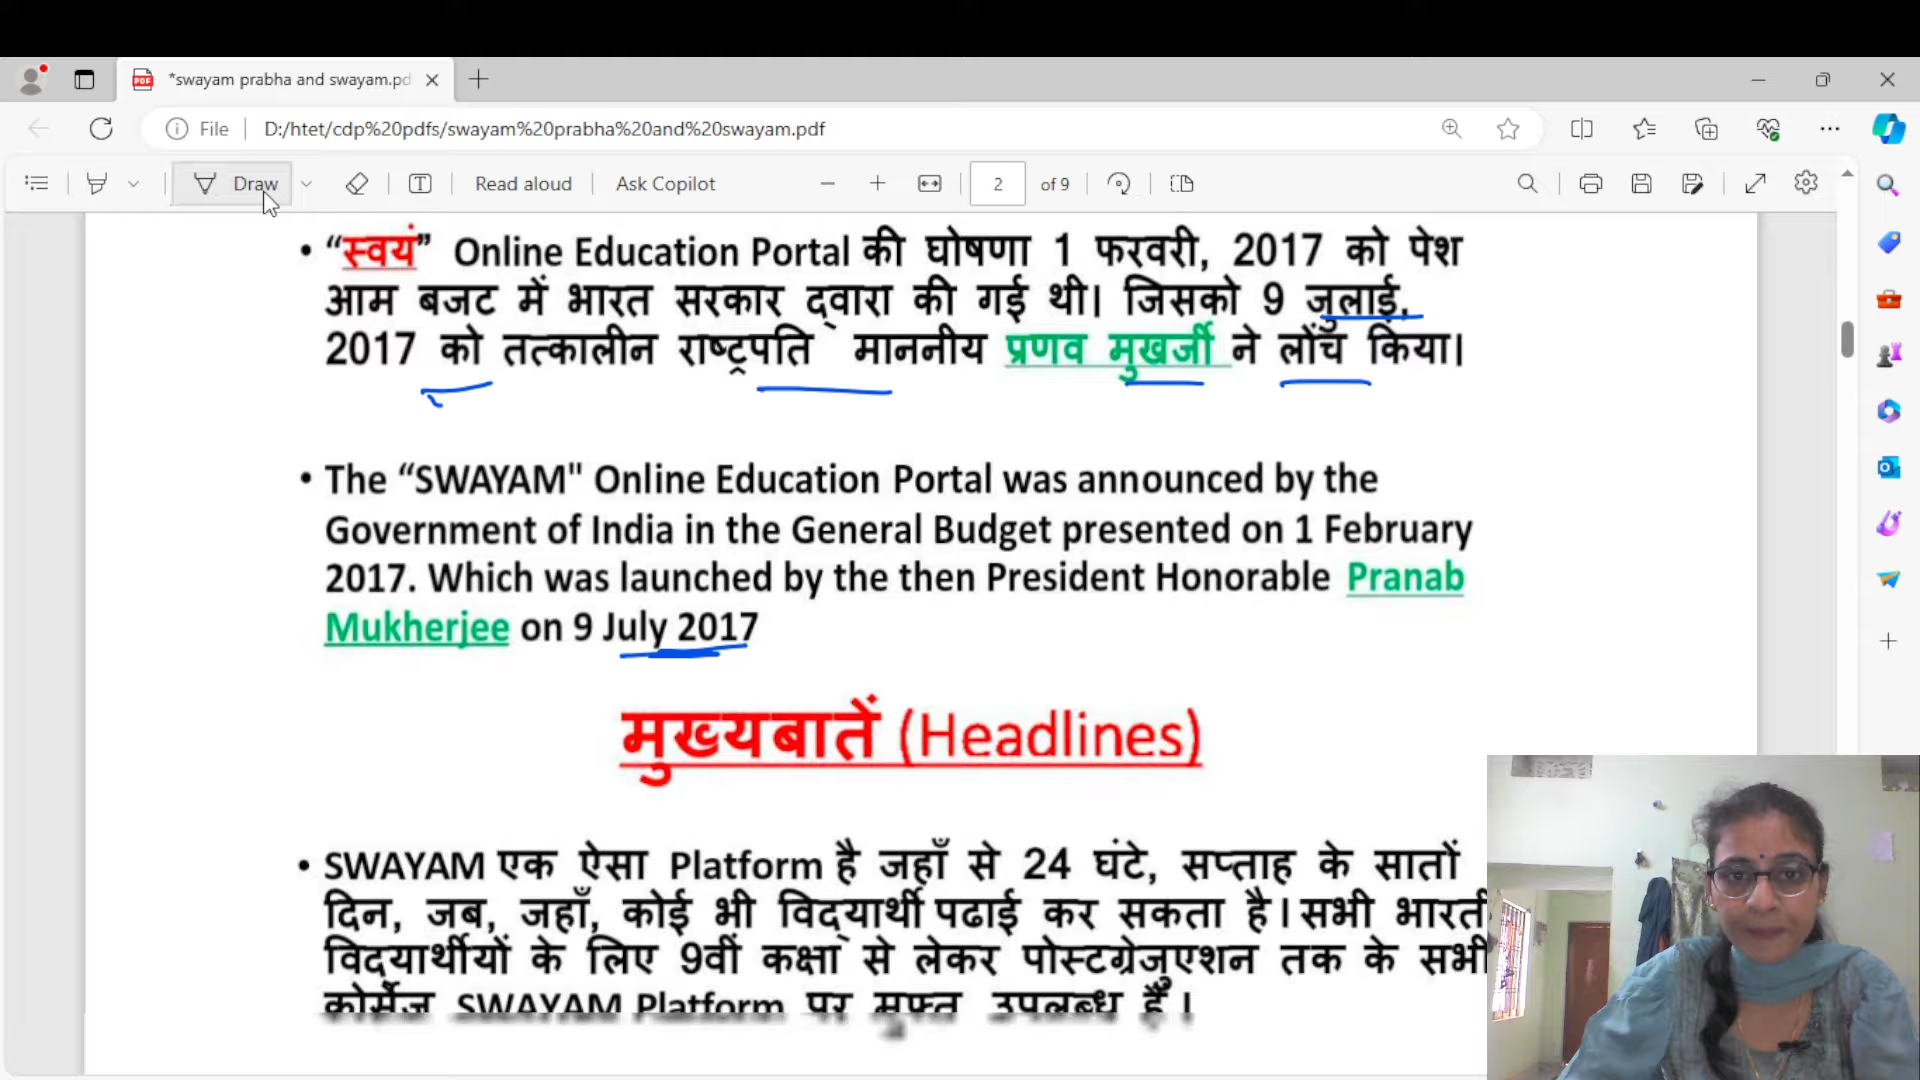 *swayam prabha and swayam.pd
File
D:/htet/cdp%20pdfs/swayam%20prabha%20and%20swayam.pdf
Draw
Read aloud
Ask Copilot
2
of 9
• “स्वयं” Online Education Portal की घोषणा 1 फरवरी, 2017 को पेश
आम बजट में भारत सरकार द्वारा की गई थी। जिसको 9 जुलाई,
2017 को तत्कालीन राष्ट्रपति माननीय प्रणव मुखर्जी ने लोंच किया।
• The “SWAYAM" Online Education Portal was announced by the
Government of India in the General Budget presented on 1 February
2017. Which was launched by the then President Honorable Pranab
Mukherjee on 9 July 2017
मुख्यबातें (Headlines)
• SWAYAM एक ऐसा Platform है जहाँ से 24 घंटे, सप्ताह के सातों
दिन, जब, जहाँ, कोई भी विद्यार्थी पढाई कर सकता है। सभी भारती
विद्यार्थीयों के लिए 9वीं कक्षा से लेकर पोस्टग्रेजुएशन तक के सभी
कोर्सेज SWAYAM Platform पर मुफ्त उपलब्ध हैं ।